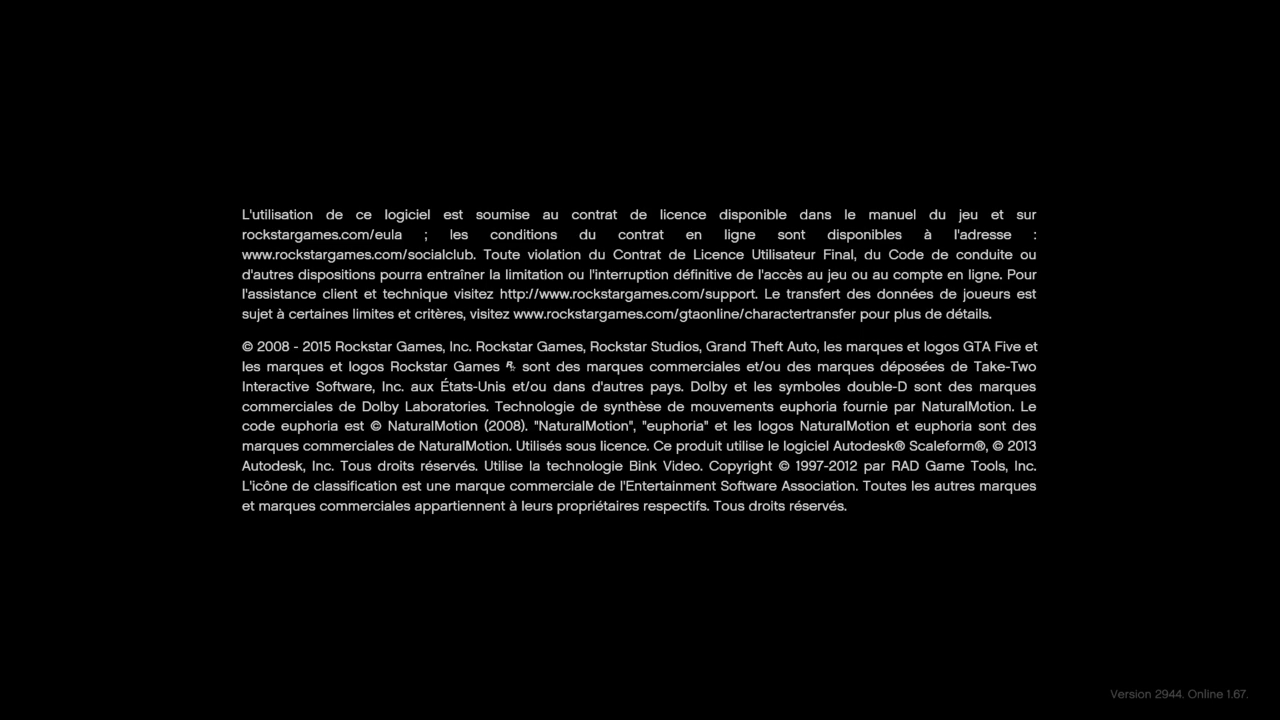 L'utilisation de ce logiciel est soumise au contrat de licence disponible dans le manuel du jeu et sur
rockstargames.com/eula ; les conditions du contrat en ligne sont disponibles à l'adresse :
www.rockstargames.com/socialclub. Toute violation du Contrat de Licence Utilisateur Final, du Code de conduite ou
d'autres dispositions pourra entraîner la limitation ou l'interruption définitive de l'accès au jeu ou au compte en ligne. Pour
l'assistance client et technique visitez http://www.rockstargames.com/support. Le transfert des données de joueurs est
sujet à certaines limites et critères, visitez www.rockstargames.com/gtaonline/charactertransfer pour plus de détails.
© 2008 - 2015 Rockstar Games, Inc. Rockstar Games, Rockstar Studios, Grand Theft Auto, les marques et logos GTA Five et
les marques et logos Rockstar Games R* sont des marques commerciales et/ou des marques déposées de Take-Two
Interactive Software, Inc. aux États-Unis et/ou dans d'autres pays. Dolby et les symboles double-D sont des marques
commerciales de Dolby Laboratories. Technologie de synthèse de mouvements euphoria fournie par NaturalMotion. Le
code euphoria est © NaturalMotion (2008). "NaturalMotion", "euphoria" et les logos NaturalMotion et euphoria sont des
marques commerciales de NaturalMotion. Utilisés sous licence. Ce produit utilise le logiciel Autodesk® Scaleform®, © 2013
Autodesk, Inc. Tous droits réservés. Utilise la technologie Bink Video. Copyright © 1997-2012 par RAD Game Tools, Inc.
L'icône de classification est une marque commerciale de l'Entertainment Software Association. Toutes les autres marques
et marques commerciales appartiennent à leurs propriétaires respectifs. Tous droits réservés.
Version 2944. Online 1.67.